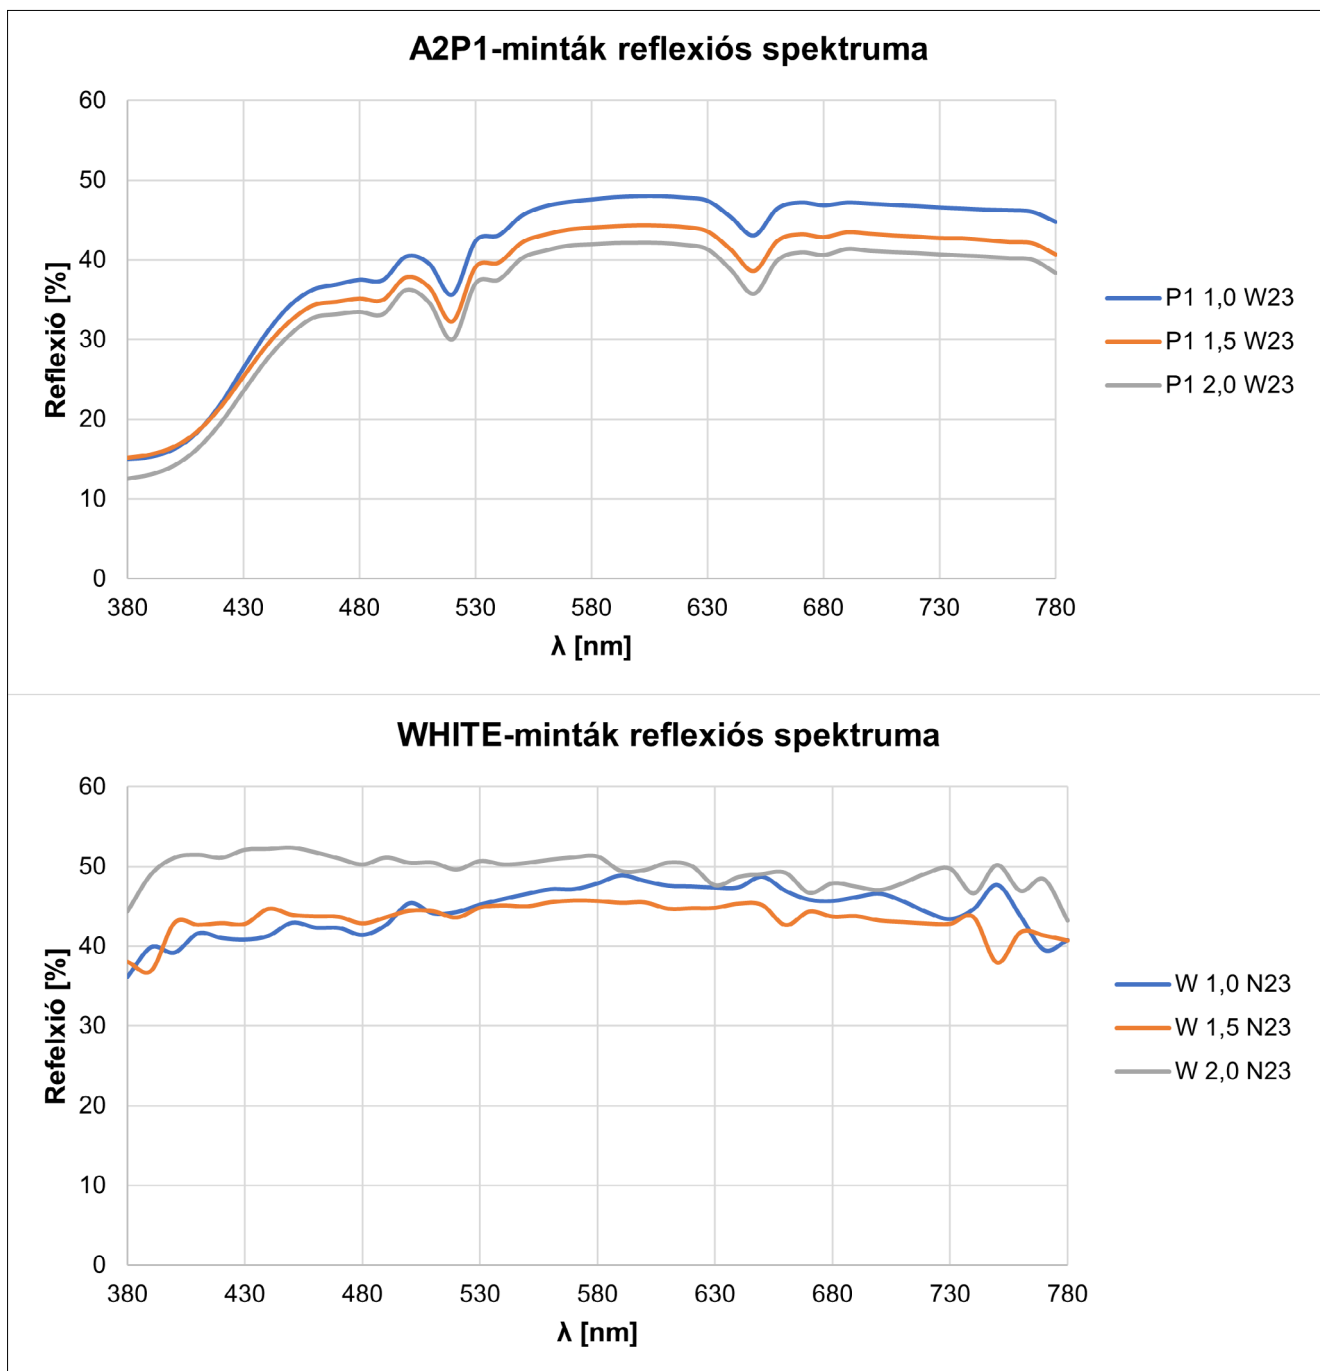 A2P1-minták reflexiós spektruma
60
50
40
30
20
10
0
Reflexió [%]
380 430 480 530 580 630 680 730 780
λ [nm]
P1 1,0 W23
P1 1,5 W23
P1 2,0 W23
WHITE-minták reflexiós spektruma
60
50
40
30
20
10
0
Refelxió [%]
380 430 480 530 580 630 680 730 780
λ [nm]
W 1,0 N23
W 1,5 N23
W 2,0 N23